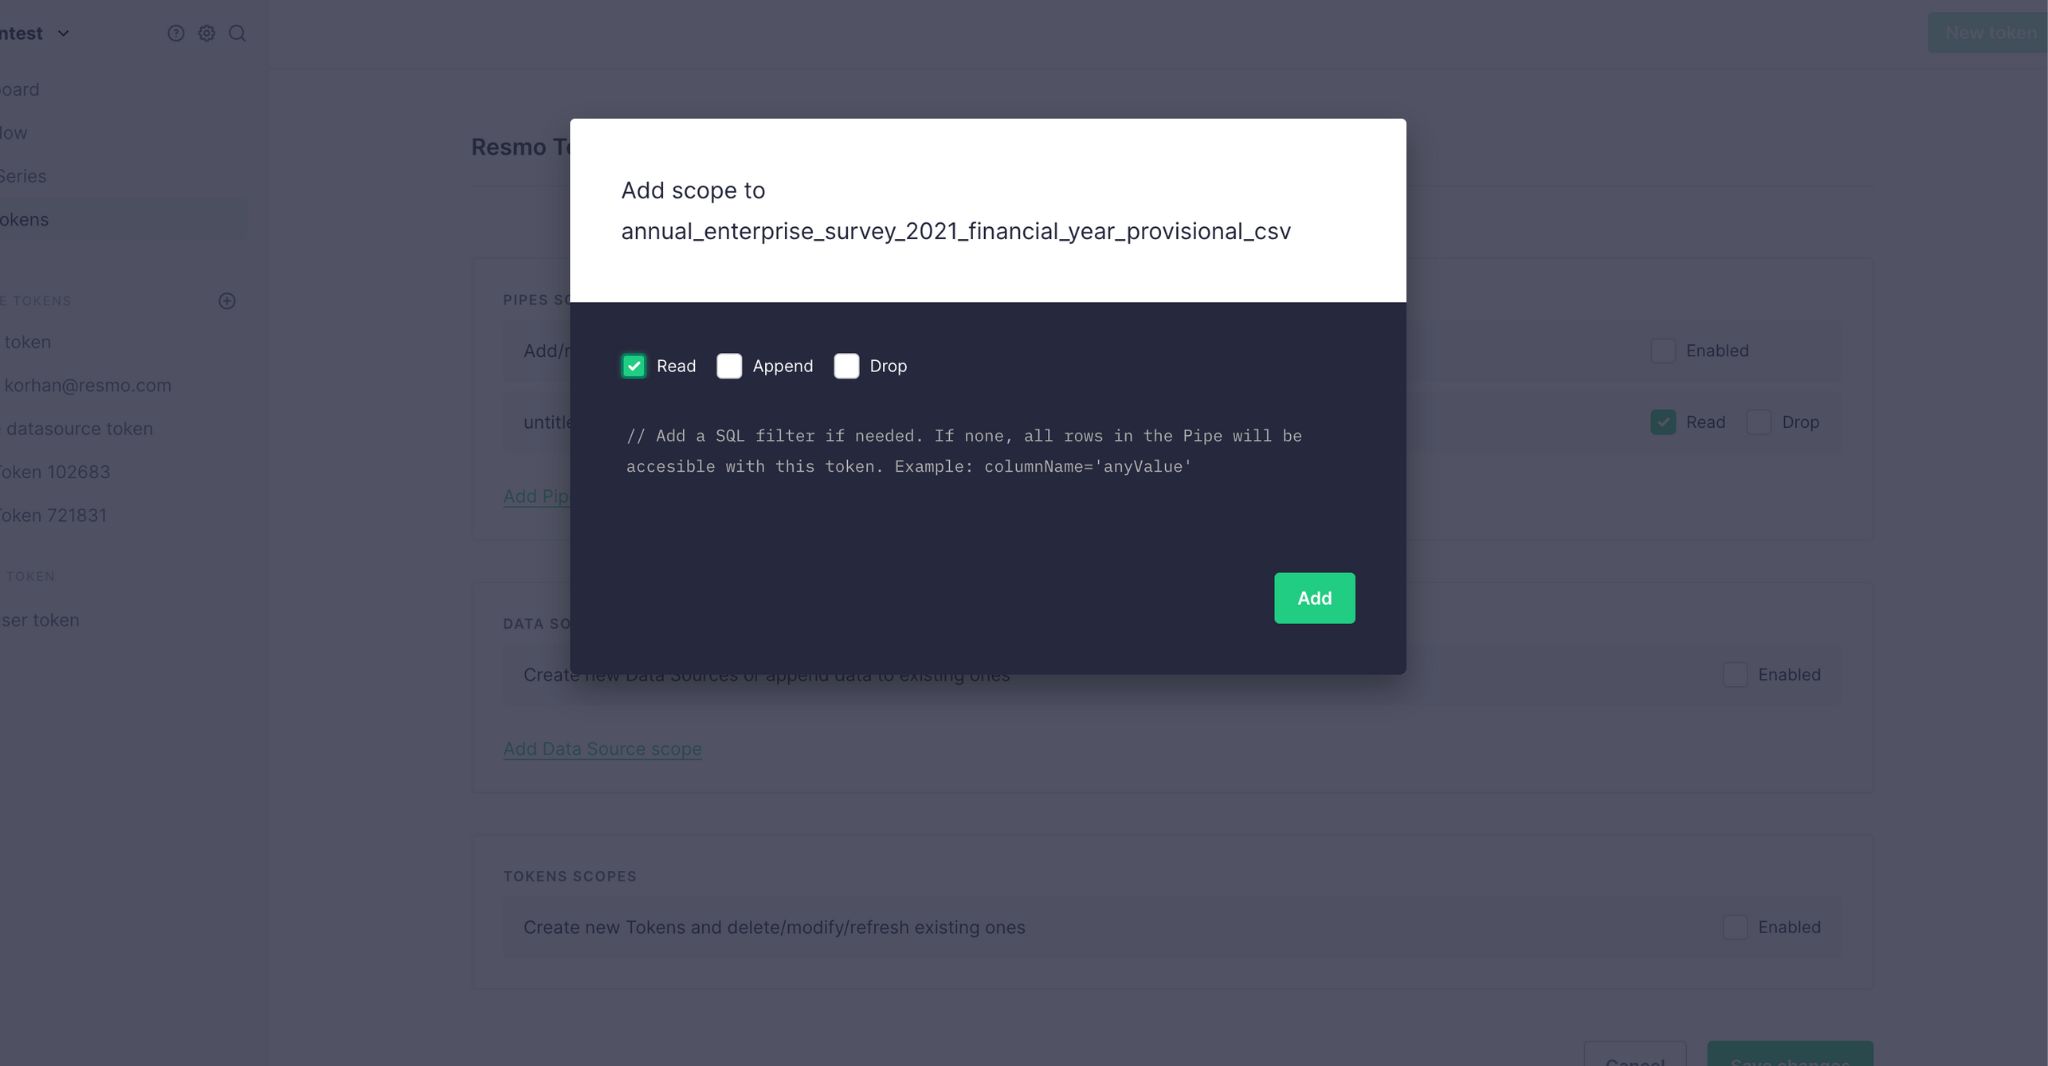 ntest
New token
oard
low
Series
okens
E TOKENS
token
korhan@resmo.com
datasource token
Token 102683
Token 721831
TOKEN
ser token
Resmo T
Add scope to
annual_enterprise_survey_2021_financial_year_provisional_csv
Read Append Drop
// Add a SQL filter if needed. If none, all rows in the Pipe will be
accesible with this token. Example: columnName='anyValue'
Add
PIPES SC
Add/r
Enabled
untitle
Read Drop
Add Pip
DATA SO
Create new Data Sources or append data to existing ones
Enabled
Add Data Source scope
TOKENS SCOPES
Create new Tokens and delete/modify/refresh existing ones
Enabled
Cancel
Save changes